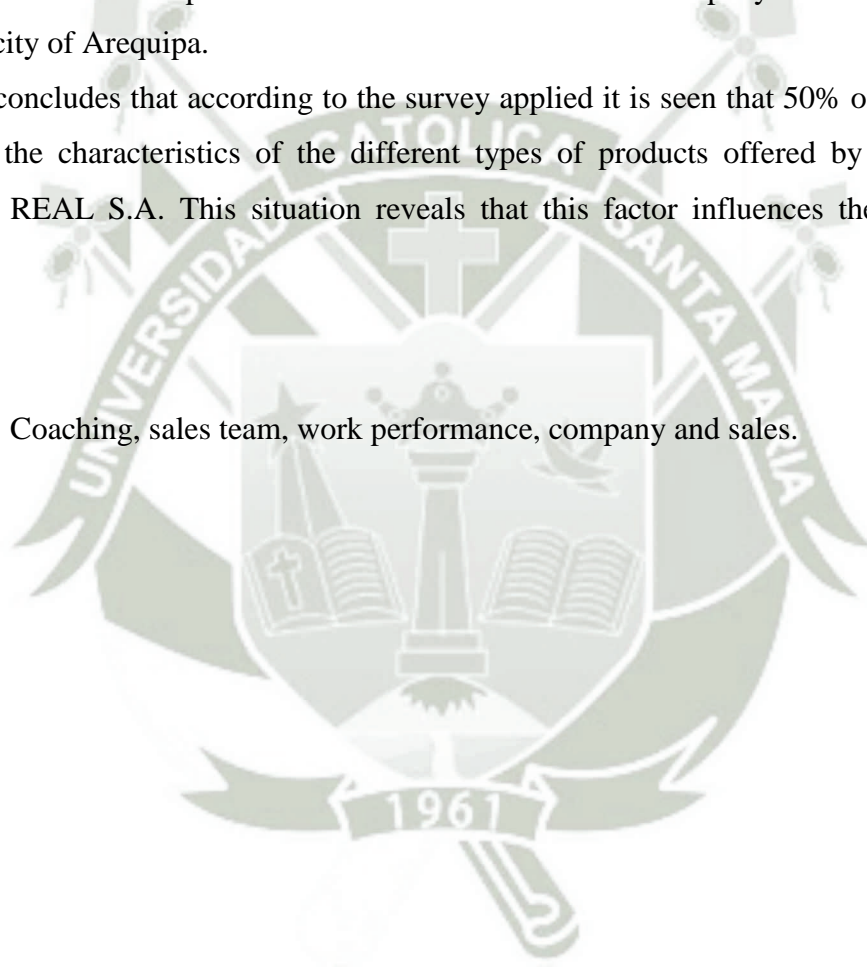 city of Arequipa.
concludes that according to the survey applied it is seen that 50% o
the characteristics of the different types of products offered by
REAL S.A. This situation reveals that this factor influences the
Coaching, sales team, work performance, company and sales.
UNIVERSIDAD CATOLICA SANTA MARIA
1961